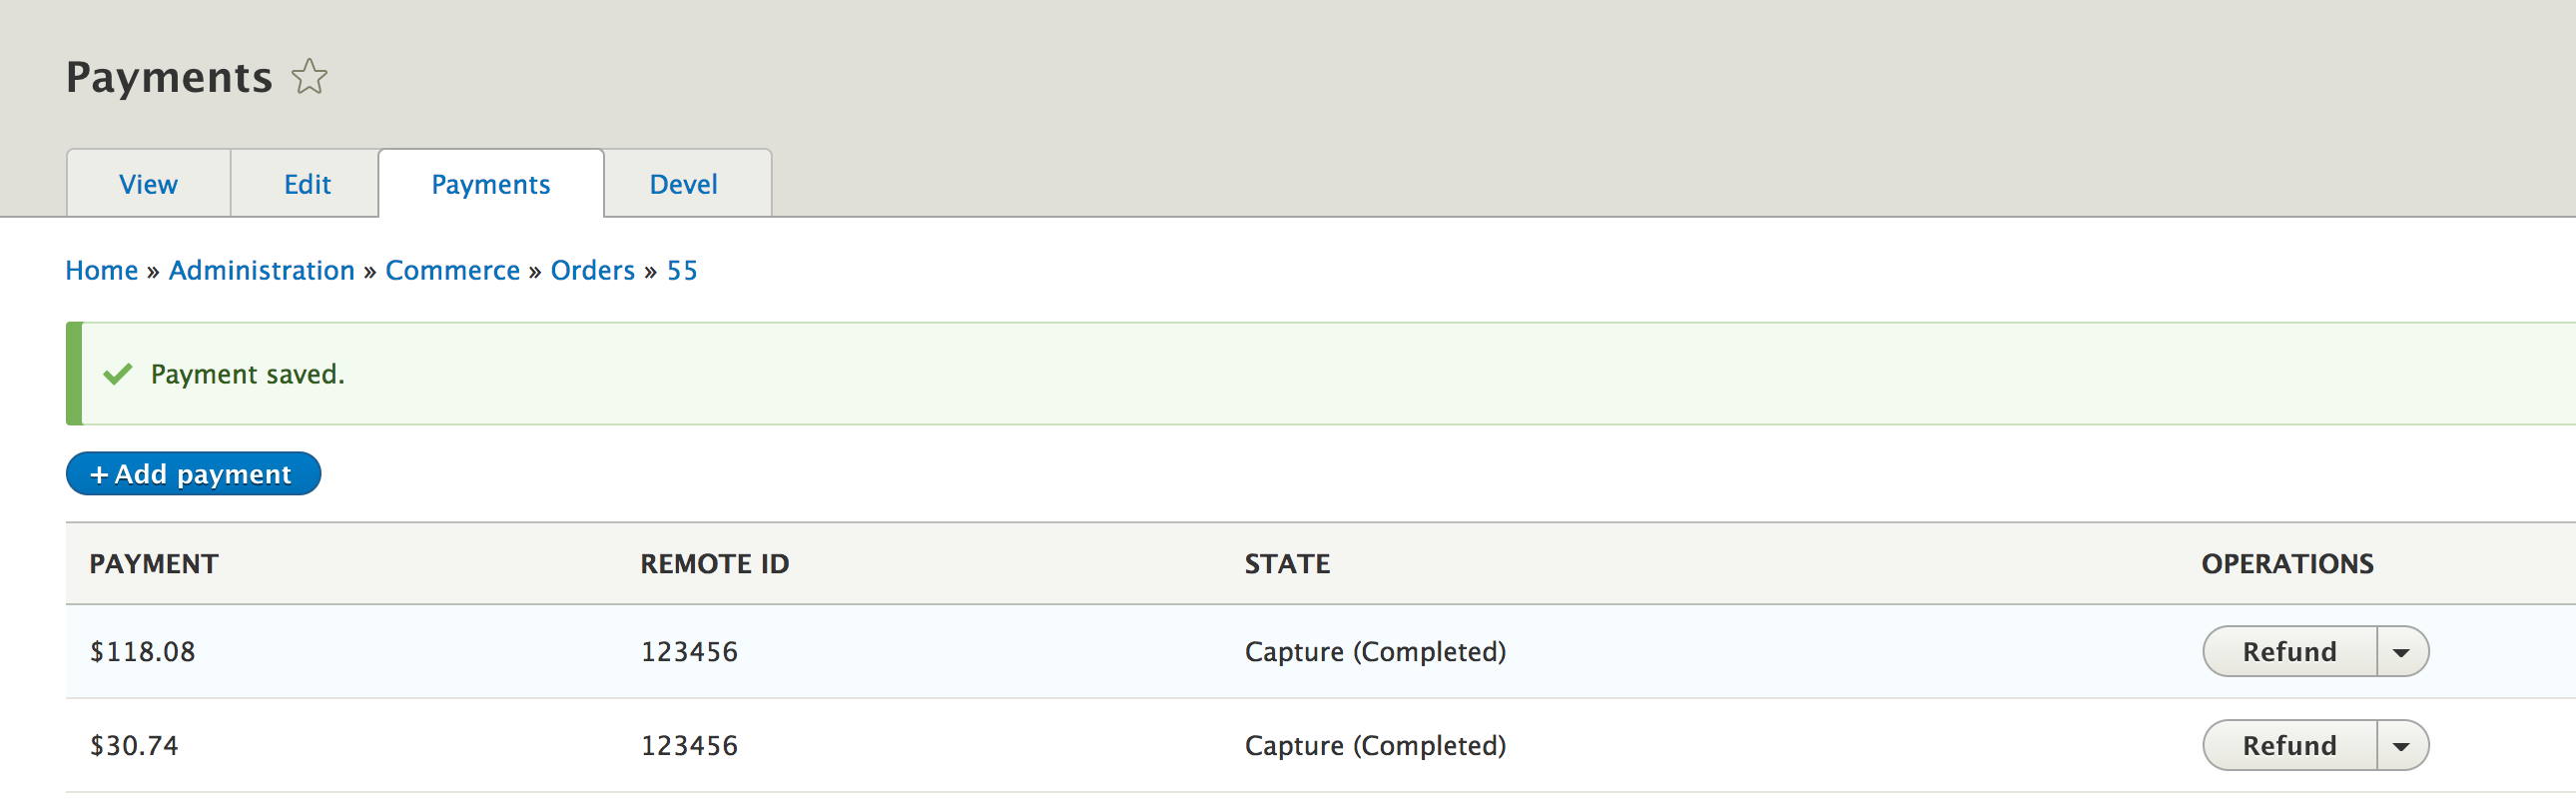 Payments
View Edit Payments Devel
Home » Administration » Commerce » Orders » 55
Payment saved.
+ Add payment
PAYMENT REMOTE ID STATE OPERATIONS
$118.08 123456 Capture (Completed) Refund
$30.74 123456 Capture (Completed) Refund